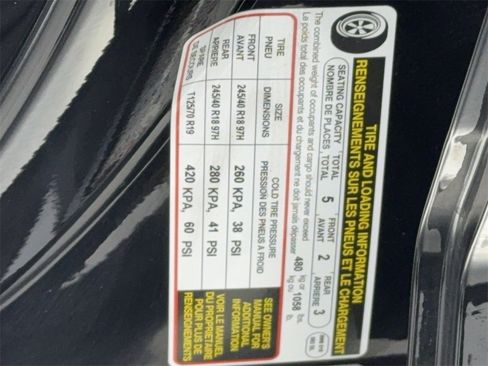 TIRE AND LOADING INFORMATION
RENSEIGNEMENTS SUR LES PNEUS ET LE CHARGEMENT
SEATING CAPACITY TOTAL 5 FRONT 2 REAR 3
NOMBRE DE PLACES TOTAL AVANT ARRIÈRE
The combined weight of occupants and cargo should never exceed 480 kg or 1058 lbs.
Le poids total des occupants et du chargement ne doit jamais dépasser kg ou lb.
TIRE SIZE COLD TIRE PRESSURE
PNEU DIMENSIONS PRESSION DES PNEUS A FROID
FRONT 245/40 R18 97H 260 KPA, 38 PSI
AVANT
REAR 245/40 R18 97H 280 KPA, 41 PSI
ARRIÈRE
SPARE T125/70 R19 420 KPA, 60 PSI
DE SECOURS
SEE OWNER'S
MANUAL FOR
ADDITIONAL
INFORMATION
VOIR LE MANUEL
DU PROPRIETAIRE
POUR PLUS DE
RENSEIGNEMENTS